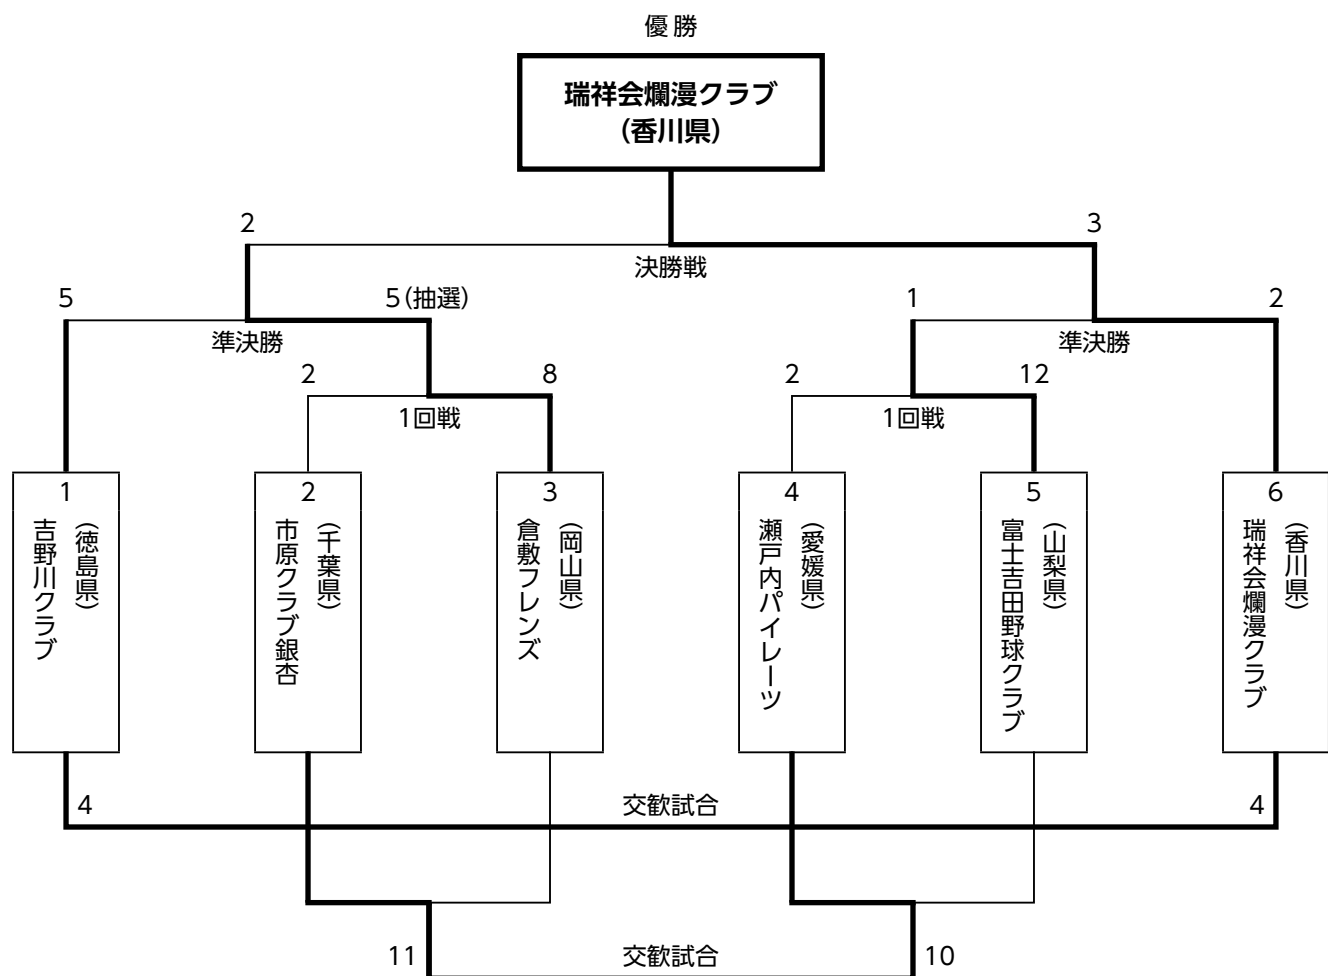 優勝
瑞祥会爛漫クラブ
(香川県)
2
3
決勝戦
5
5(抽選)
1
2
準決勝
準決勝
2
8
2
12
1回戦
1回戦
1
(徳島県)
吉野川クラブ
2
(千葉県)
市原クラブ銀杏
3
(岡山県)
倉敷フレンズ
4
(愛媛県)
瀬戸内パイレーツ
5
(山梨県)
富士吉田野球クラブ
6
(香川県)
瑞祥会爛漫クラブ
4
交歓試合
4
11
交歓試合
10